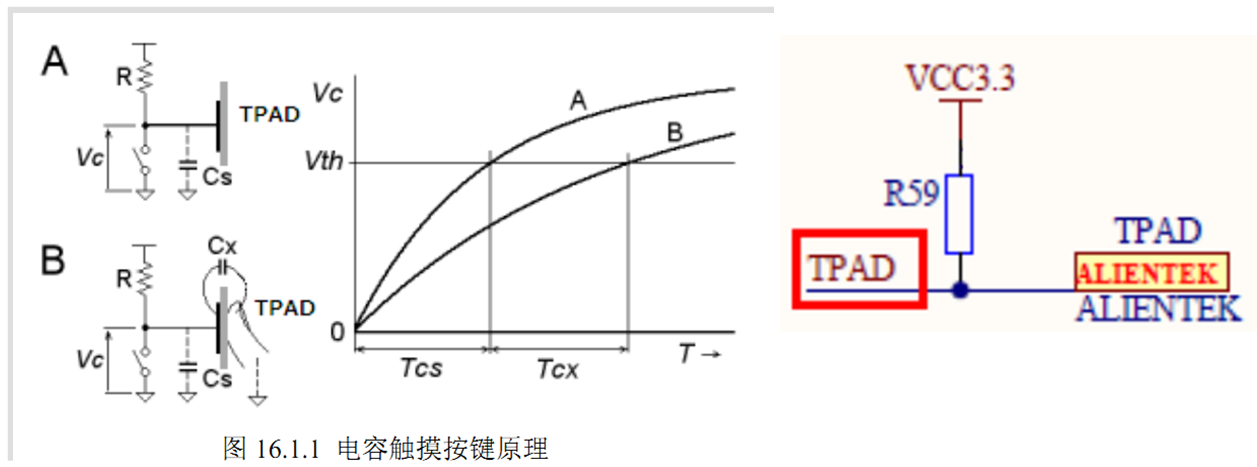 A
R
TPAD
Vc
Cs
B
Cx
R
TPAD
Vc
Cs
Vc
A
B
Vth
0
Tcs
Tcx
T→
图 16.1.1 电容触摸按键原理
VCC3.3
R59
TPAD
TPAD
ALIENTEK
ALIENTEK